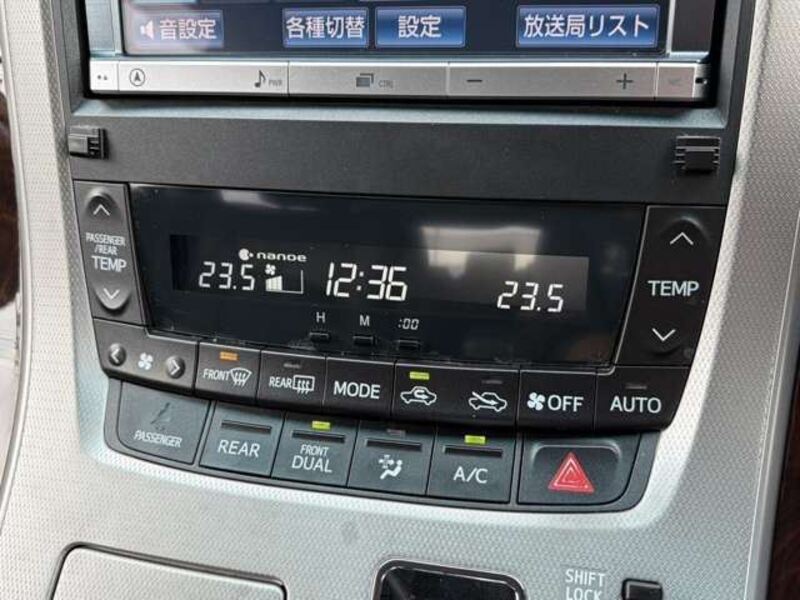 音設定 各種切替 設定 放送局リスト
PWR CTRL − +
PASSENGER
/REAR
TEMP
nanoe
23.5 12:36 23.5
TEMP
H M :00
FRONT REAR MODE OFF AUTO
PASSENGER REAR FRONT
DUAL A/C
SHIFT
LOCK